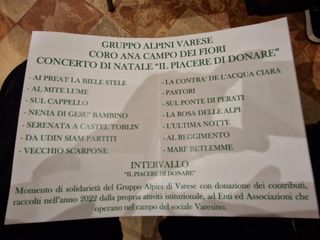 GRUPPO ALPINI VARESE
CORO ANA CAMPO DEI FIORI
CONCERTO DI NATALE "IL PIACERE DI DONARE"
- AI PREAT LA BIELE STELE
- AL MITE LUME
- SUL CAPPELLO
- NENIA DI GESU' BAMBINO
- SERENATA A CASTEL TOBLIN
- DA UDIN SIAM PARTITI
- VECCHIO SCARPONE
- LA CONTRA' DE L'ACQUA CIARA
- PASTORI
- SUL PONTE DI PERATI
- LA ROSA DELLE ALPI
- L'ULTIMA NOTTE
- AL REGGIMENTO
- MARI' BETLEMME
INTERVALLO
"IL PIACERE DI DONARE"
Momento di solidarietà del Gruppo Alpini di Varese con donazione dei contributi,
raccolti nell'anno 2022 dalla propria attività istituzionale, ad Enti ed Associazioni che
operano nel campo del sociale Varesino.